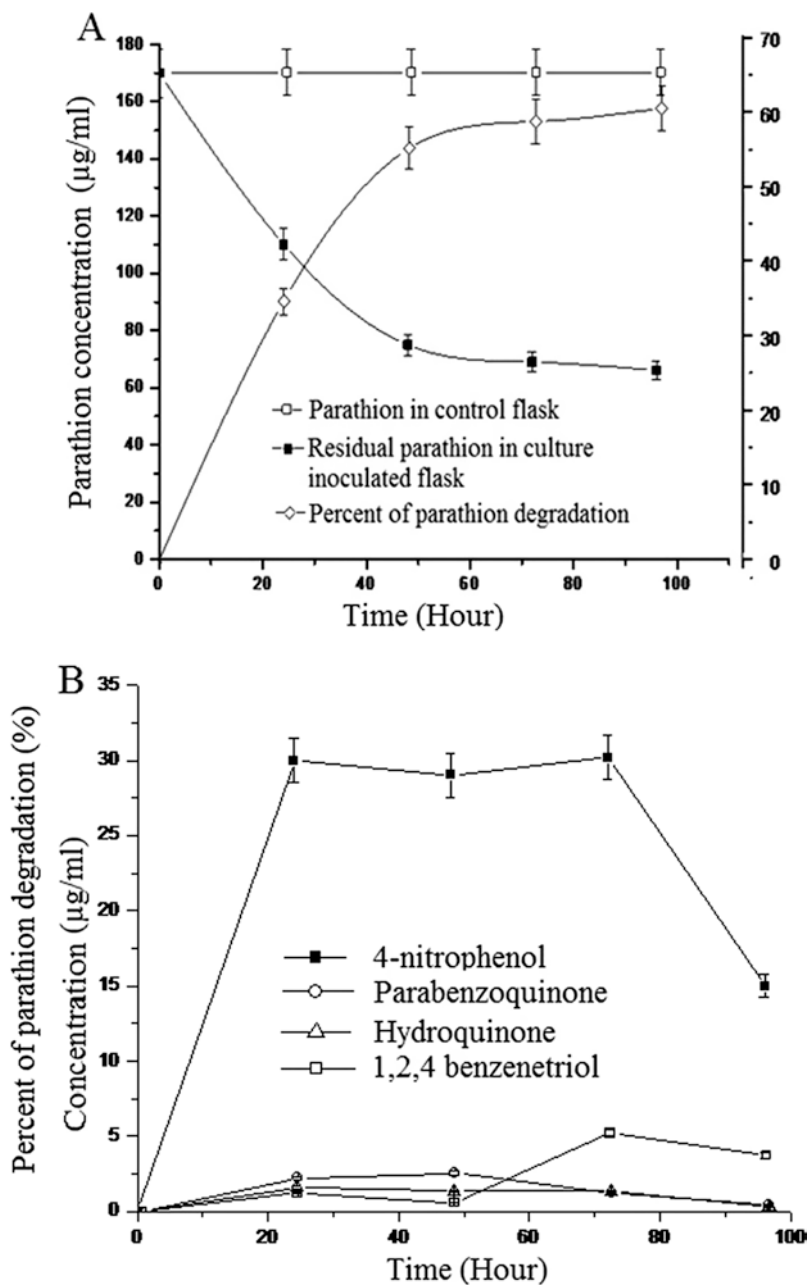 A
180
160
140
120
100
80
60
40
20
0
Parathion concentration (µg/ml)
70
60
50
40
30
20
10
0
Parathion in control flask
Residual parathion in culture
inoculated flask
Percent of parathion degradation
0 20 40 60 80 100
Time (Hour)
B
Percent of parathion degradation (%)
Concentration (µg/ml)
35
30
25
20
15
10
5
0
4-nitrophenol
Parabenzoquinone
Hydroquinone
1,2,4 benzenetriol
0 20 40 60 80 100
Time (Hour)